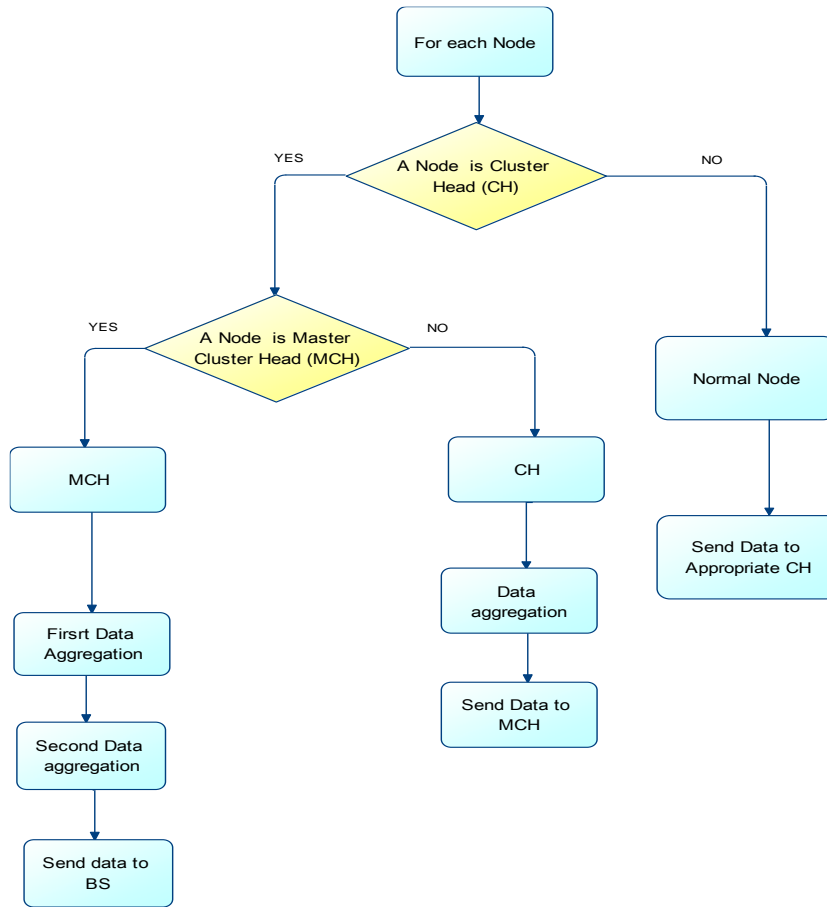 For each Node
YES
A Node is Cluster
Head (CH)
NO
YES
A Node is Master
Cluster Head (MCH)
NO
Normal Node
MCH
CH
Send Data to
Appropriate CH
Data
aggregation
Firsrt Data
Aggregation
Send Data to
MCH
Second Data
aggregation
Send data to
BS